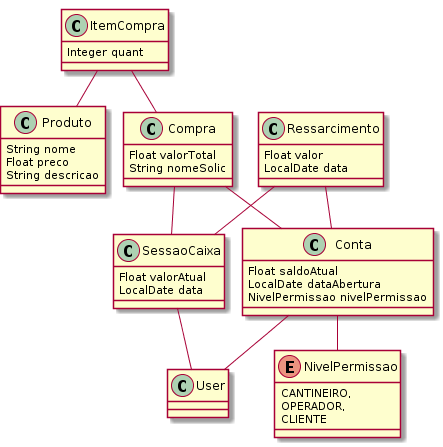 C ItemCompra
Integer quant
C Produto
String nome
Float preco
String descricao
C Compra
Float valorTotal
String nomeSolic
C Ressarcimento
Float valor
LocalDate data
C SessaoCaixa
Float valorAtual
LocalDate data
C Conta
Float saldoAtual
LocalDate dataAbertura
NivelPermissao nivelPermissao
C User
E NivelPermissao
CANTINEIRO,
OPERADOR,
CLIENTE